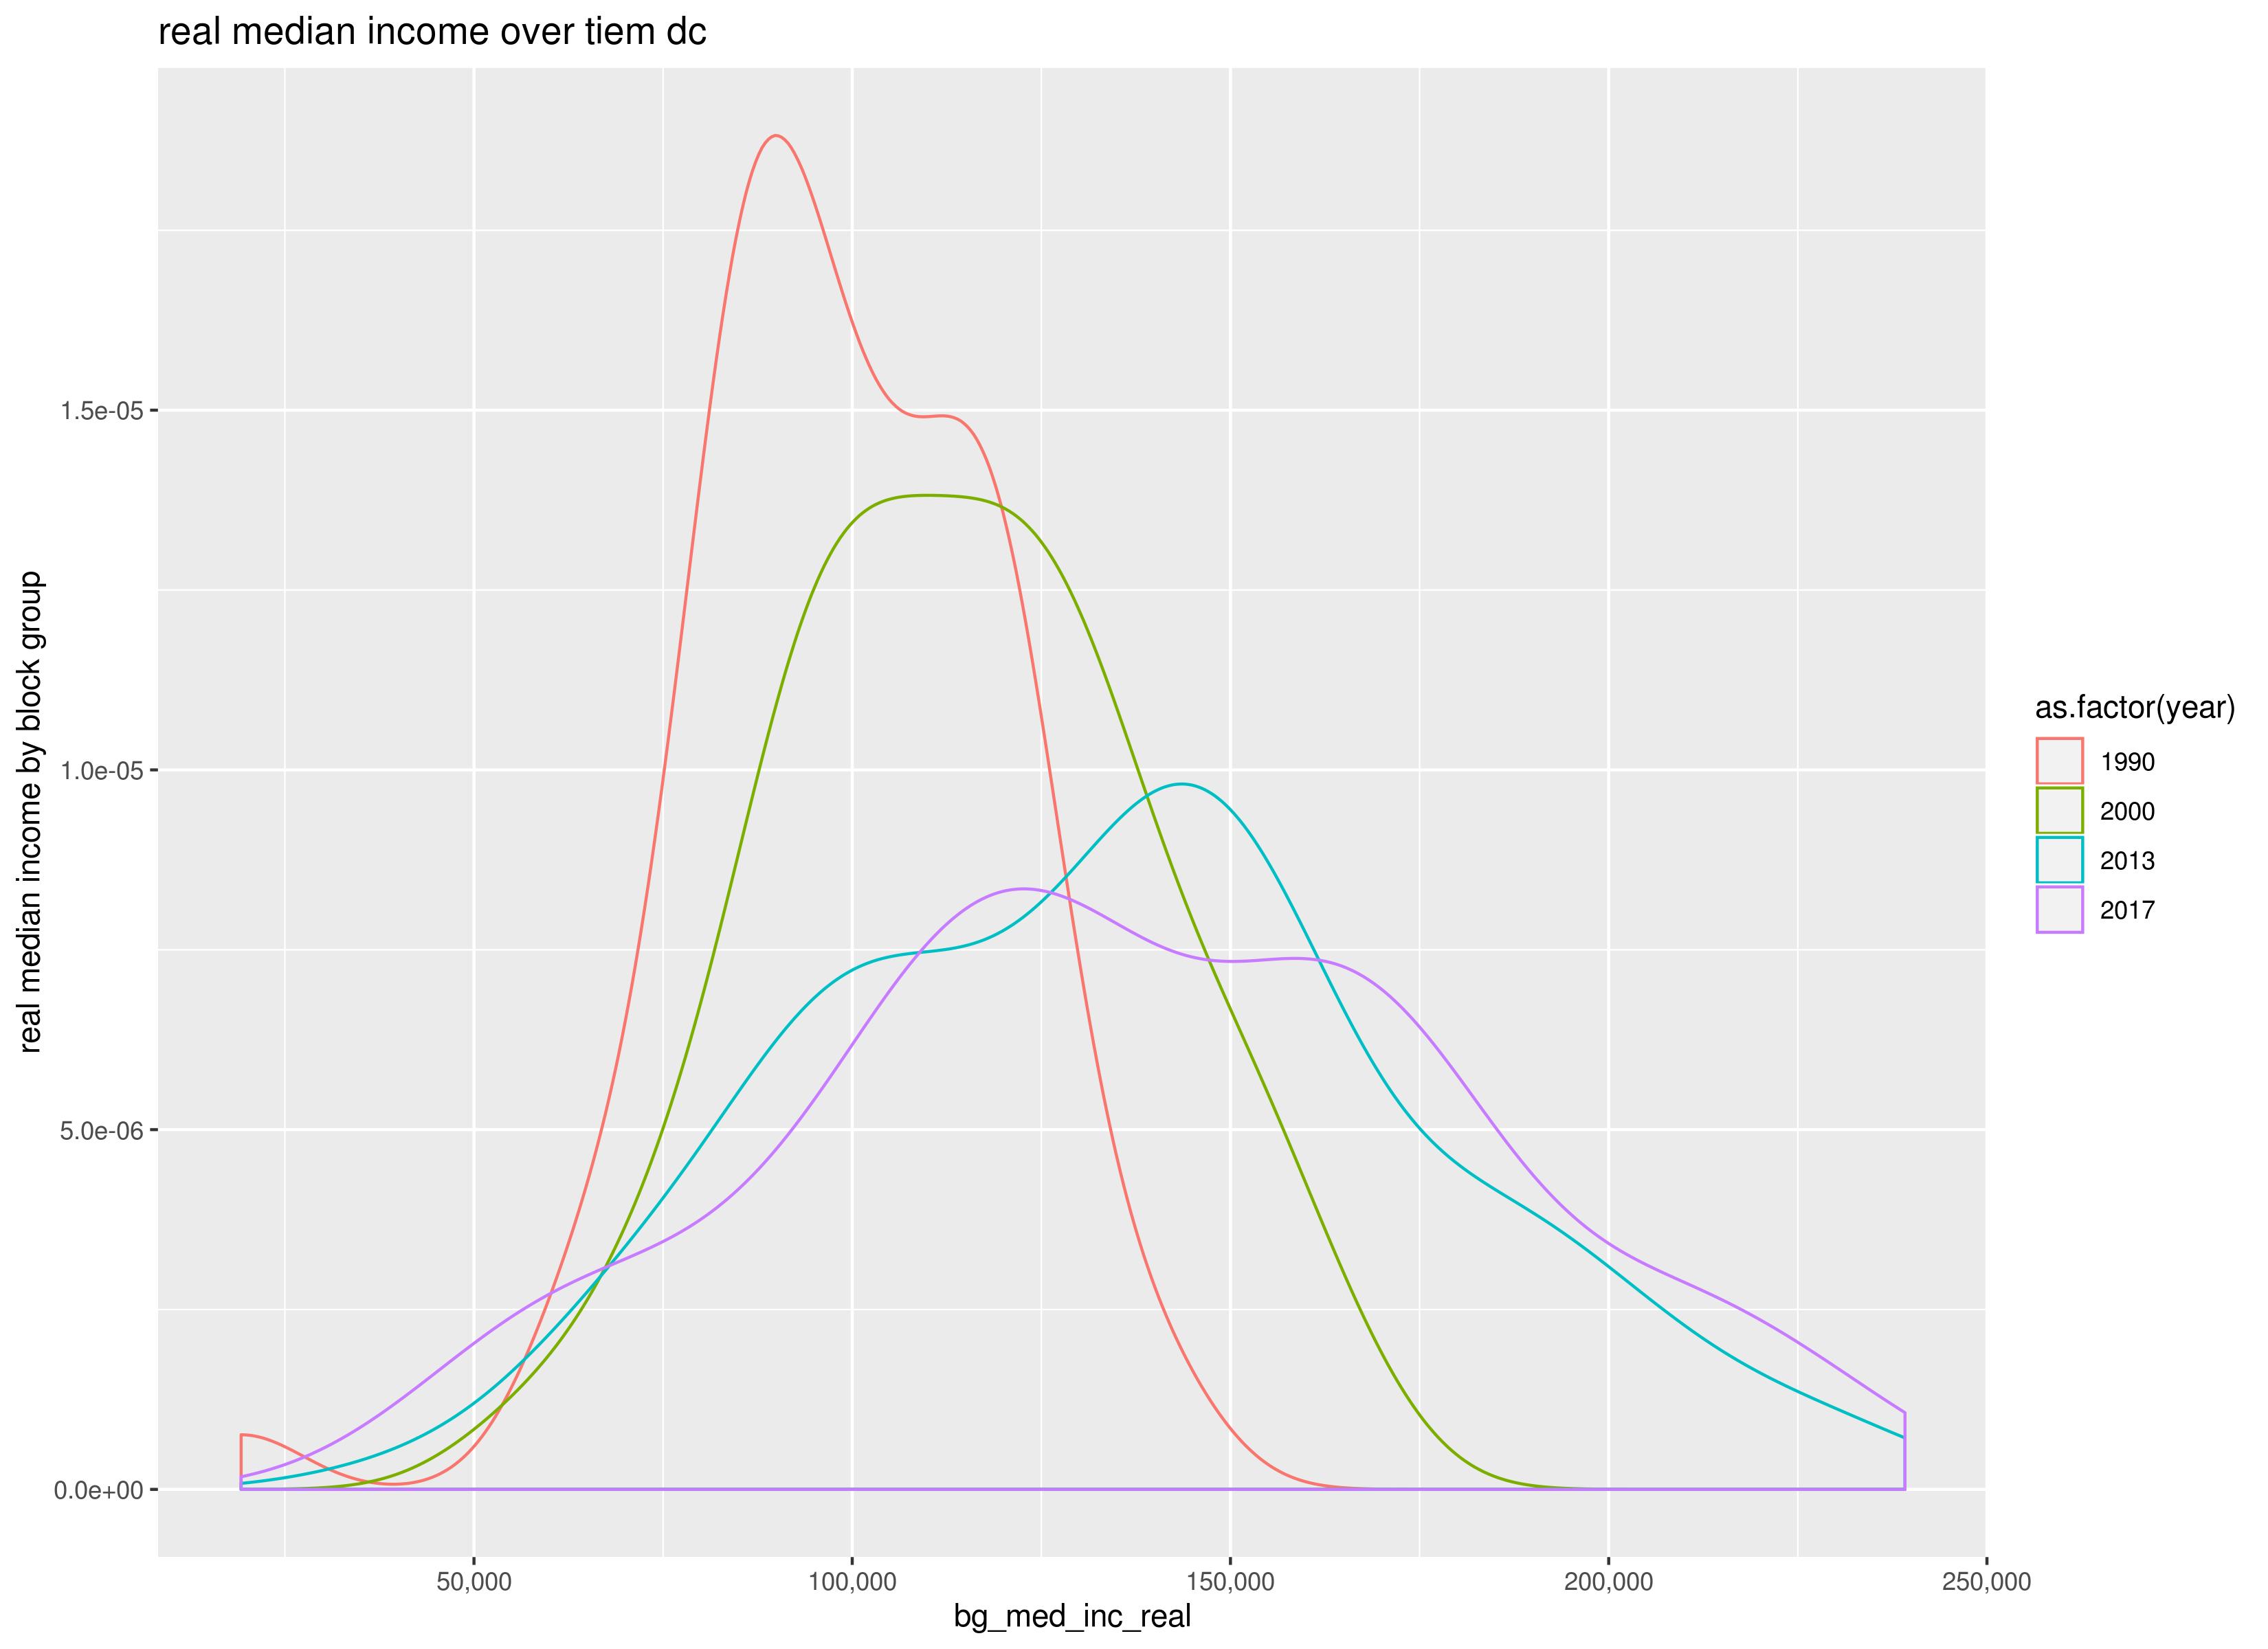 real median income over tiem dc
real median income by block group
1.5e-05
1.0e-05
5.0e-06
0.0e+00
50,000
100,000
150,000
200,000
250,000
bg_med_inc_real
as.factor(year)
1990
2000
2013
2017